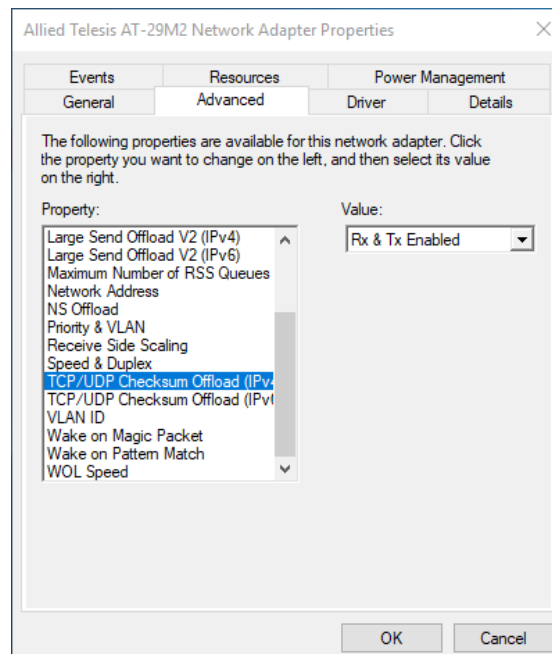 Allied Telesis AT-29M2 Network Adapter Properties
Events Resources Power Management
General Advanced Driver Details
The following properties are available for this network adapter. Click
the property you want to change on the left, and then select its value
on the right.
Property: Value:
Large Send Offload V2 (IPv4) Rx & Tx Enabled
Large Send Offload V2 (IPv6)
Maximum Number of RSS Queues
Network Address
NS Offload
Priority & VLAN
Receive Side Scaling
Speed & Duplex
TCP/UDP Checksum Offload (IPv4
TCP/UDP Checksum Offload (IPv6
VLAN ID
Wake on Magic Packet
Wake on Pattern Match
WOL Speed
OK Cancel